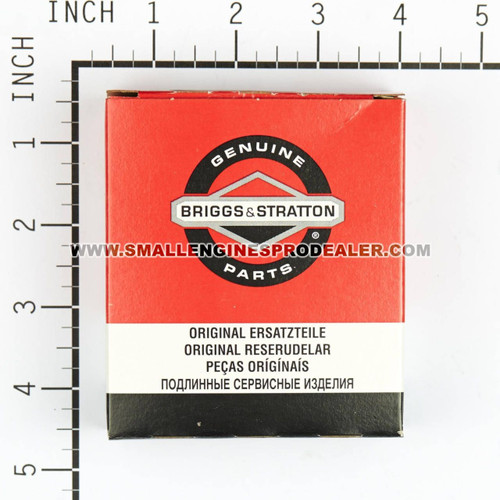 INCH 1 2 3 4 5
INCH
1
2
3
4
5
GENUINE
BRIGGS & STRATTON
®
PARTS
WWW.SMALLENGINESPRODEALER.COM
ORIGINAL ERSATZTEILE
ORIGINAL RESERUDELAR
PEÇAS ORÍGÍNAÍS
ПОДЛИННЫЕ СЕРВИСНЫЕ ИЗДЕЛИЯ